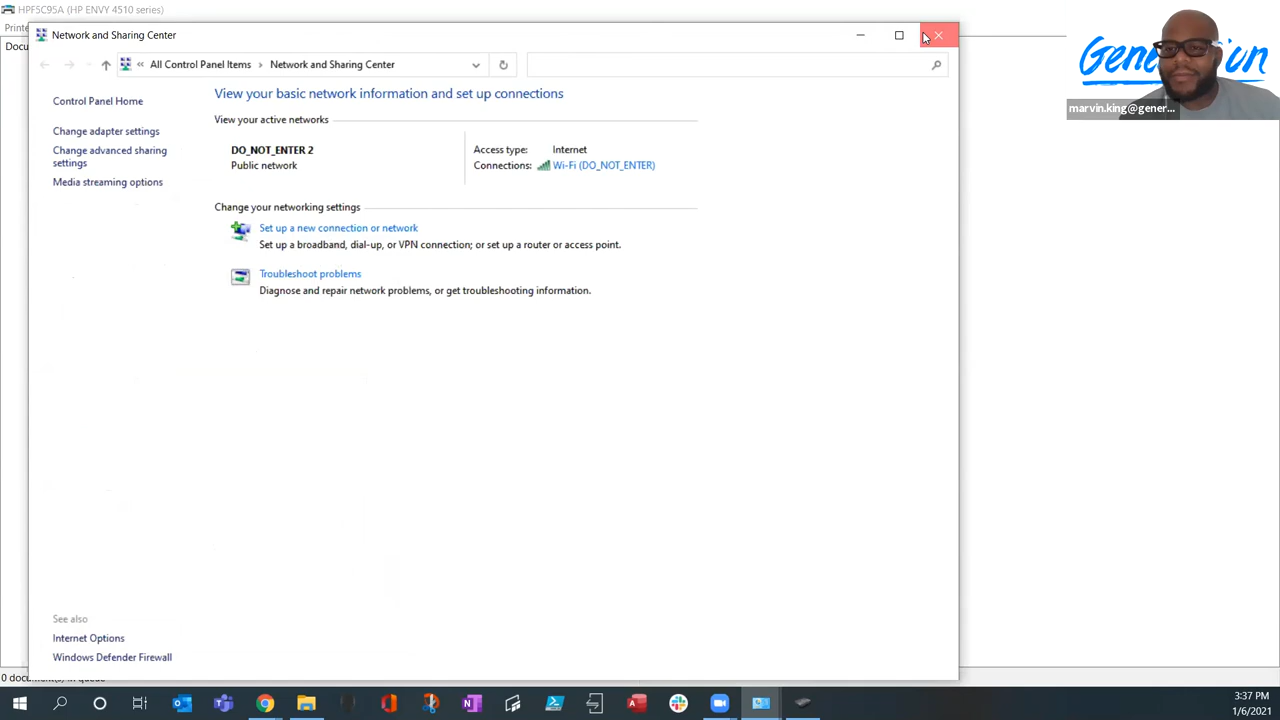 HPF5C95A (HP ENVY 4510 series)
Printe
Docu
Network and Sharing Center
« All Control Panel Items > Network and Sharing Center
Control Panel Home
Change adapter settings
Change advanced sharing
settings
Media streaming options
View your basic network information and set up connections
View your active networks
DO_NOT_ENTER 2
Public network
Access type: Internet
Connections: Wi-Fi (DO_NOT_ENTER)
Change your networking settings
Set up a new connection or network
Set up a broadband, dial-up, or VPN connection; or set up a router or access point.
Troubleshoot problems
Diagnose and repair network problems, or get troubleshooting information.
See also
Internet Options
Windows Defender Firewall
marvin.king@gener...
3:37 PM
1/6/2021